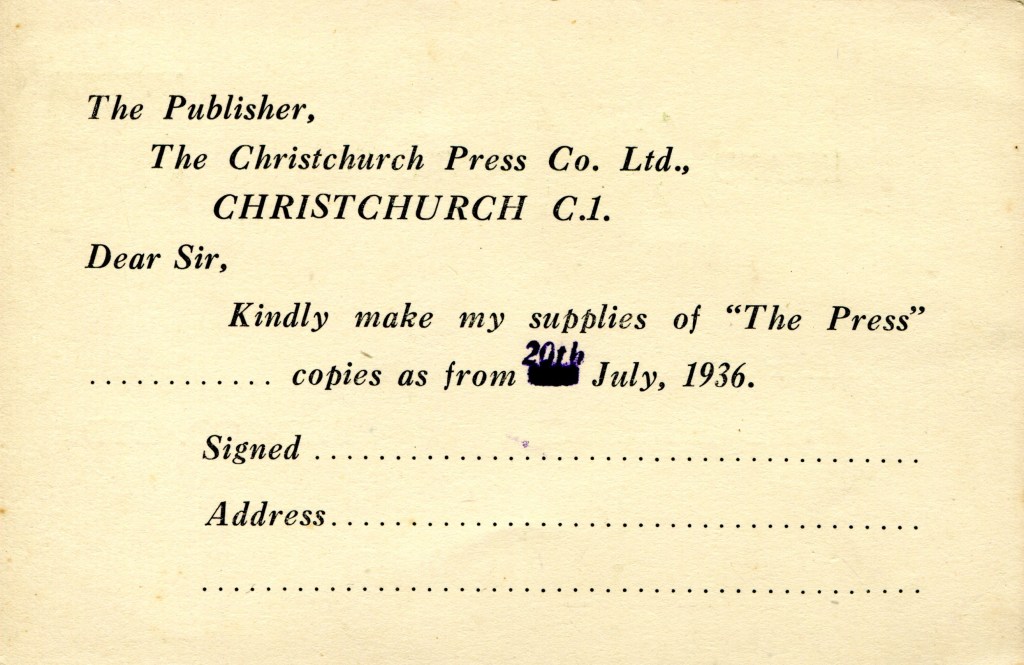 The Publisher,
The Christchurch Press Co. Ltd.,
CHRISTCHURCH C.1.
Dear Sir,
Kindly make my supplies of “The Press”
............ copies as from 20th July, 1936.
Signed .......................................
Address.......................................
..............................................